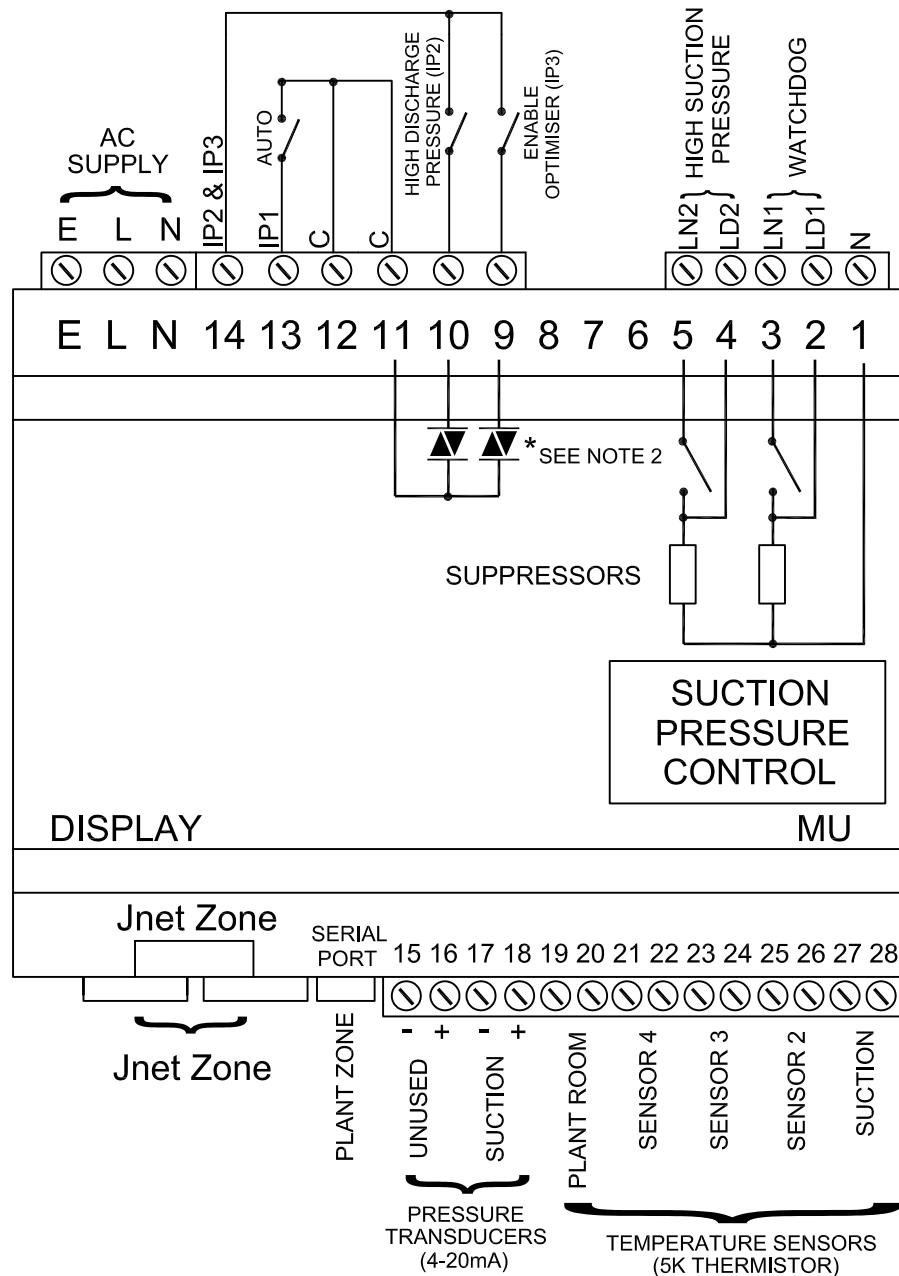 AC
SUPPLY
E L N
IP2 & IP3
AUTO
IP1
C
C
HIGH DISCHARGE
PRESSURE (IP2)
ENABLE
OPTIMISER (IP3)
HIGH SUCTION
PRESSURE
WATCHDOG
LN2
LD2
LN1
LD1
N
E L N 14 13 12 11 10 9 8 7 6 5 4 3 2 1
* SEE NOTE 2
SUPPRESSORS
SUCTION
PRESSURE
CONTROL
DISPLAY
MU
Jnet Zone
SERIAL
PORT
15 16 17 18 19 20 21 22 23 24 25 26 27 28
- + - +
Jnet Zone
PLANT ZONE
UNUSED
SUCTION
PLANT ROOM
SENSOR 4
SENSOR 3
SENSOR 2
SUCTION
PRESSURE
TRANSDUCERS
(4-20mA)
TEMPERATURE SENSORS
(5K THERMISTOR)